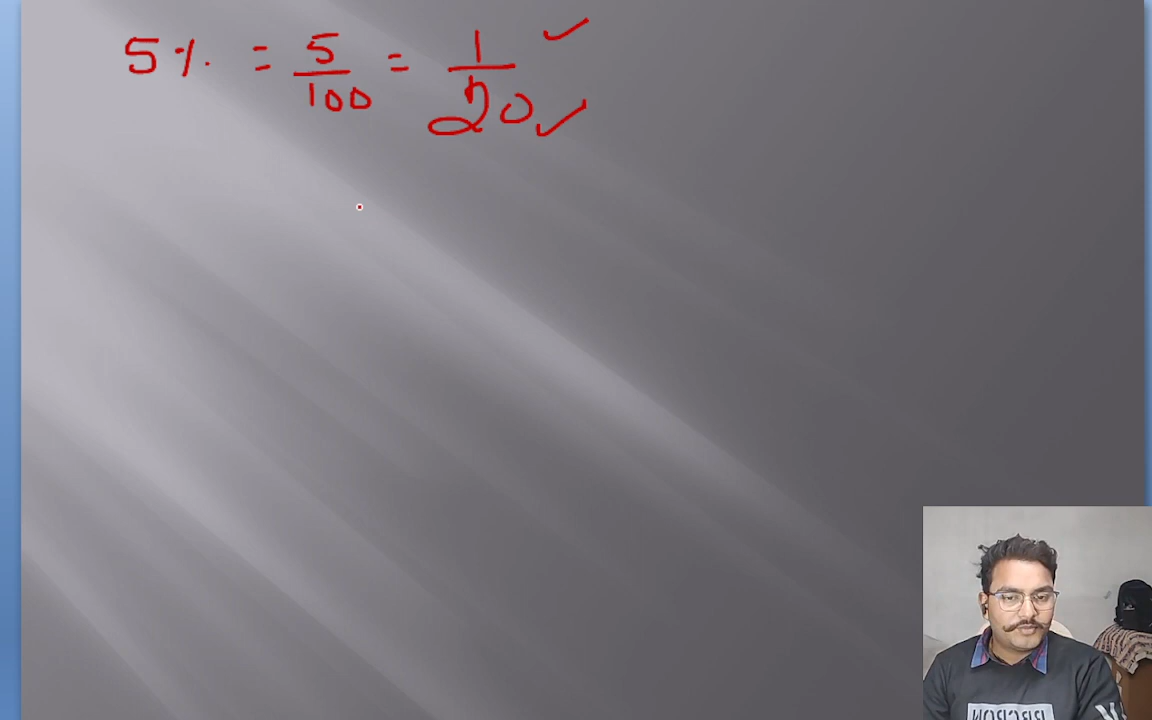 5% = 5/100 = 1/20